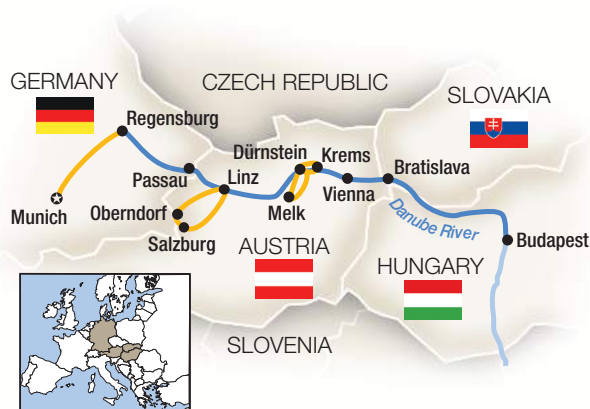 GERMANY
CZECH REPUBLIC
SLOVAKIA
Regensburg
Dürnstein
Krems
Bratislava
Passau
Linz
Munich
Oberndorf
Melk
Vienna
Danube River
Salzburg
AUSTRIA
Budapest
HUNGARY
SLOVENIA